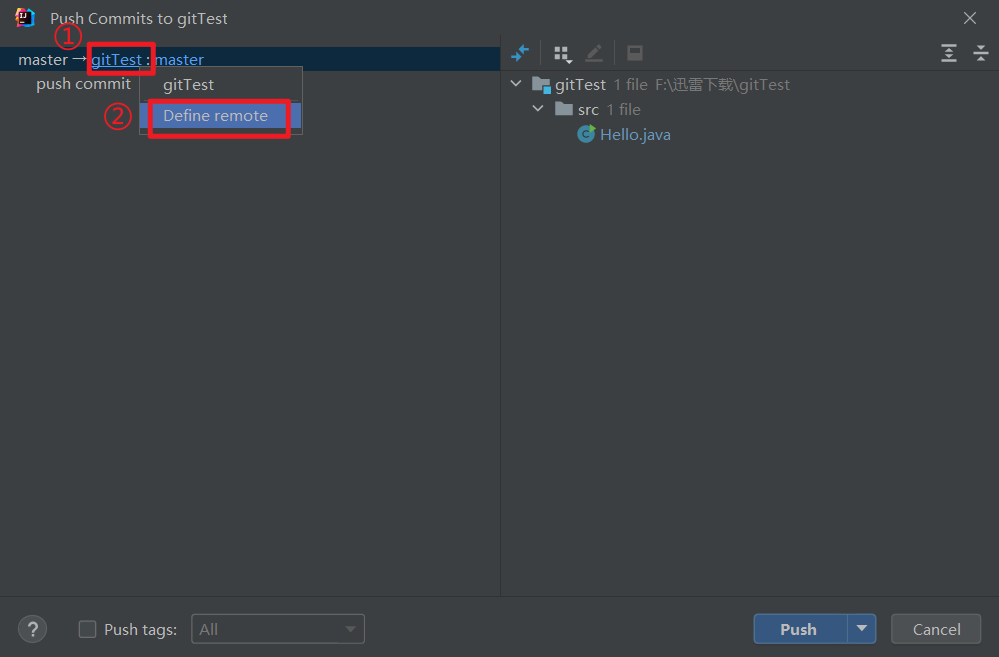 Push Commits to gitTest
①
master → gitTest : master
push commit
gitTest
② Define remote
gitTest 1 file F:\迅雷下载\gitTest
src 1 file
Hello.java
? Push tags: All
Push Cancel